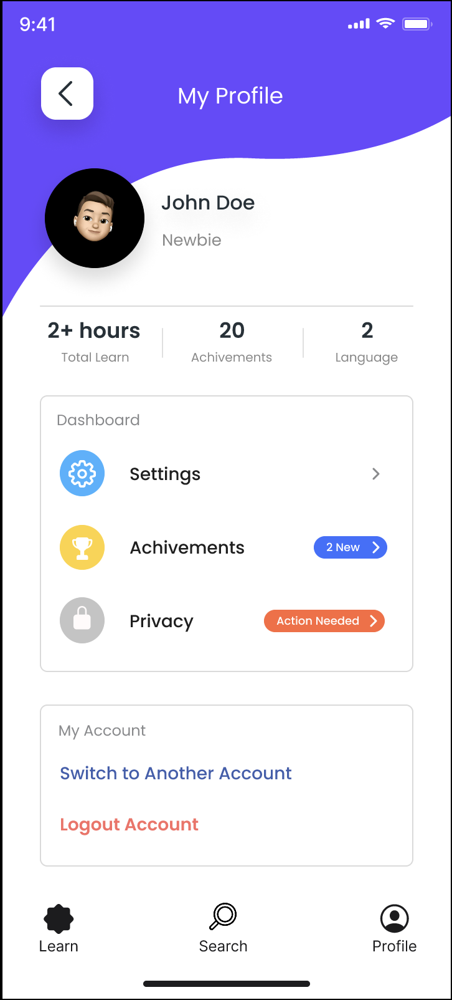 9:41
My Profile
John Doe
Newbie
2+ hours
20
2
Total Learn
Achivements
Language
Dashboard
Settings
Achivements
2 New
Privacy
Action Needed
My Account
Switch to Another Account
Logout Account
Learn
Search
Profile